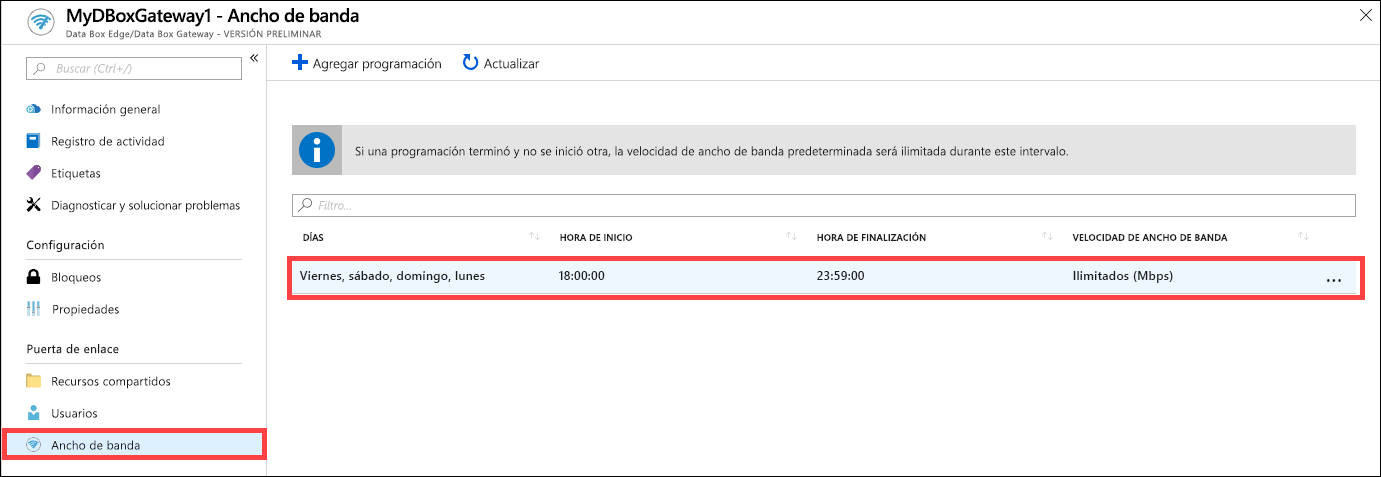 MyDBoxGateway1 - Ancho de banda
Data Box Edge/Data Box Gateway - VERSIÓN PRELIMINAR
Buscar (Ctrl+/)
Información general
Registro de actividad
Etiquetas
Diagnosticar y solucionar problemas
Configuración
Bloqueos
Propiedades
Puerta de enlace
Recursos compartidos
Usuarios
Ancho de banda
Agregar programación Actualizar
Si una programación terminó y no se inició otra, la velocidad de ancho de banda predeterminada será ilimitada durante este intervalo.
Filtro...
DÍAS HORA DE INICIO HORA DE FINALIZACIÓN VELOCIDAD DE ANCHO DE BANDA
Viernes, sábado, domingo, lunes 18:00:00 23:59:00 Ilimitados (Mbps) ...